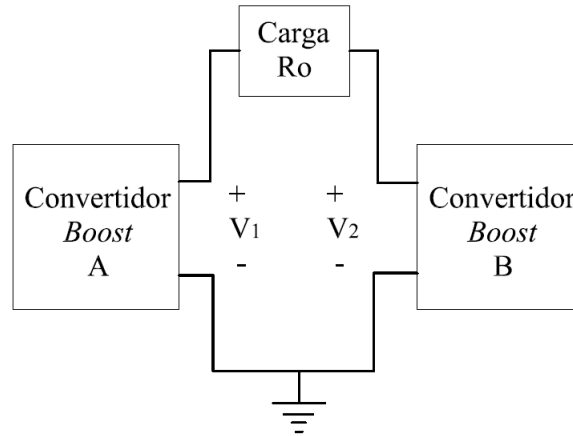 Carga
Ro
Convertidor
Boost
A
+
V1
-
+
V2
-
Convertidor
Boost
B